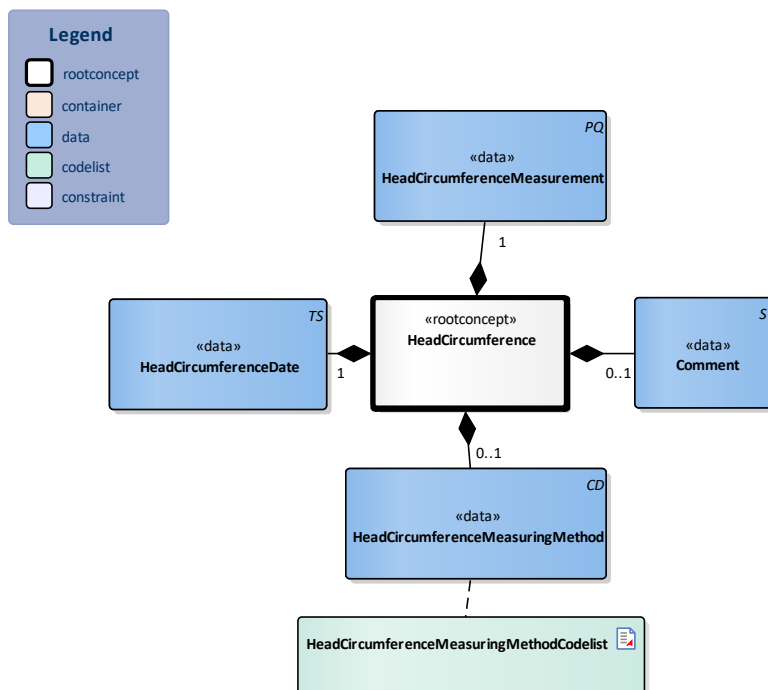 Legend
rootconcept
container
data
codelist
constraint
PQ
«data»
HeadCircumferenceMeasurement
1
TS
«data»
HeadCircumferenceDate
1
«rootconcept»
HeadCircumference
S
«data»
Comment
0..1
0..1
CD
«data»
HeadCircumferenceMeasuringMethod
HeadCircumferenceMeasuringMethodCodelist